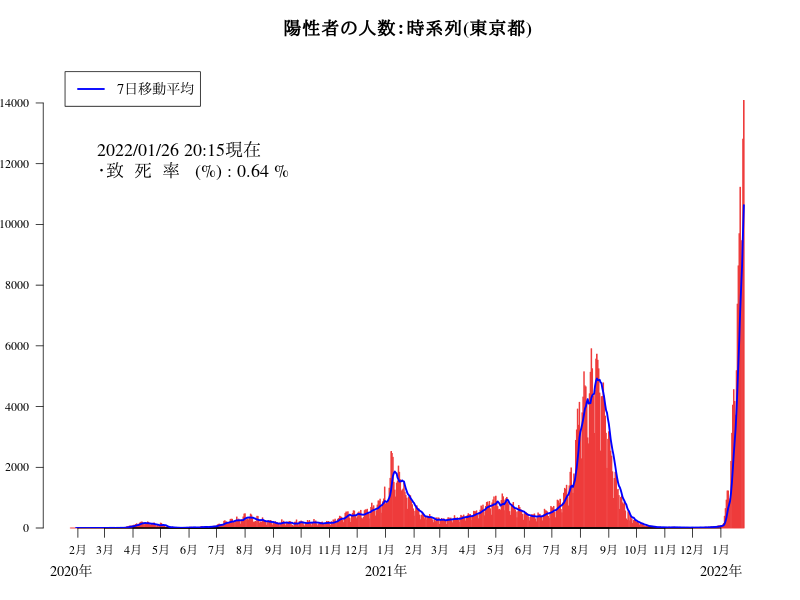 陽性者の人数：時系列(東京都)
7日移動平均
2022/01/26 20:15現在
・致 死 率 (%) : 0.64 %
14000
12000
10000
8000
6000
4000
2000
0
2月 3月 4月 5月 6月 7月 8月 9月 10月 11月 12月 1月 2月 3月 4月 5月 6月 7月 8月 9月 10月 11月 12月 1月
2020年 2021年 2022年